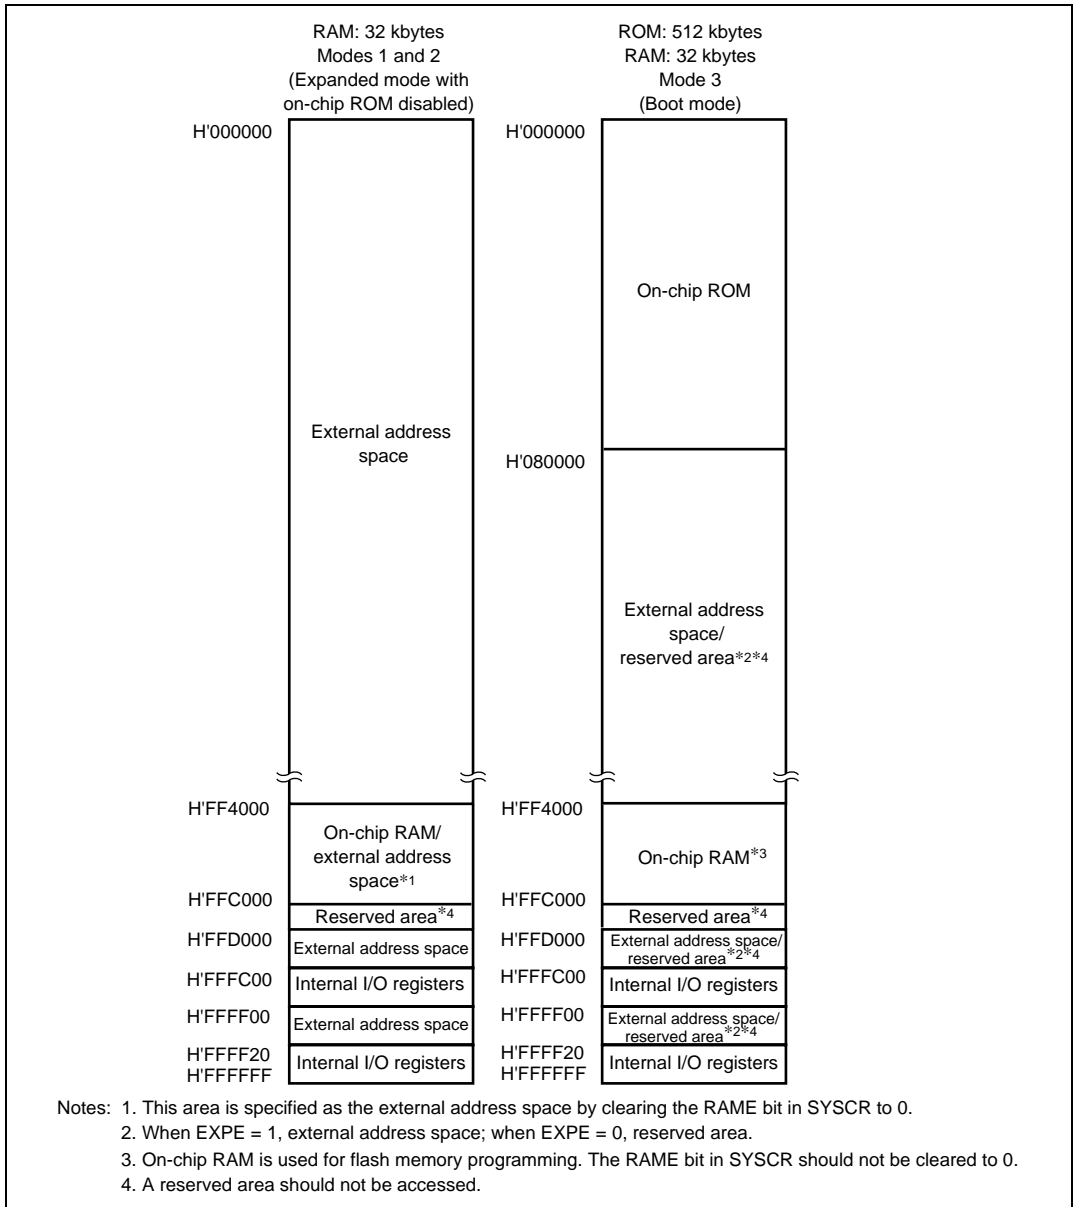 RAM: 32 kbytes
Modes 1 and 2
(Expanded mode with
on-chip ROM disabled)
H'000000
External address
space
H'FF4000
On-chip RAM/
external address
space*1
H'FFC000
Reserved area*4
H'FFD000
External address space
H'FFFC00
Internal I/O registers
H'FFFF00
External address space
H'FFFF20
Internal I/O registers
H'FFFFFF
ROM: 512 kbytes
RAM: 32 kbytes
Mode 3
(Boot mode)
H'000000
On-chip ROM
H'080000
External address
space/
reserved area*2*4
H'FF4000
On-chip RAM*3
H'FFC000
Reserved area*4
H'FFD000
External address space/
reserved area*2*4
H'FFFC00
Internal I/O registers
H'FFFF00
External address space/
reserved area*2*4
H'FFFF20
Internal I/O registers
H'FFFFFF
Notes: 1. This area is specified as the external address space by clearing the RAME bit in SYSCR to 0.
2. When EXPE = 1, external address space; when EXPE = 0, reserved area.
3. On-chip RAM is used for flash memory programming. The RAME bit in SYSCR should not be cleared to 0.
4. A reserved area should not be accessed.